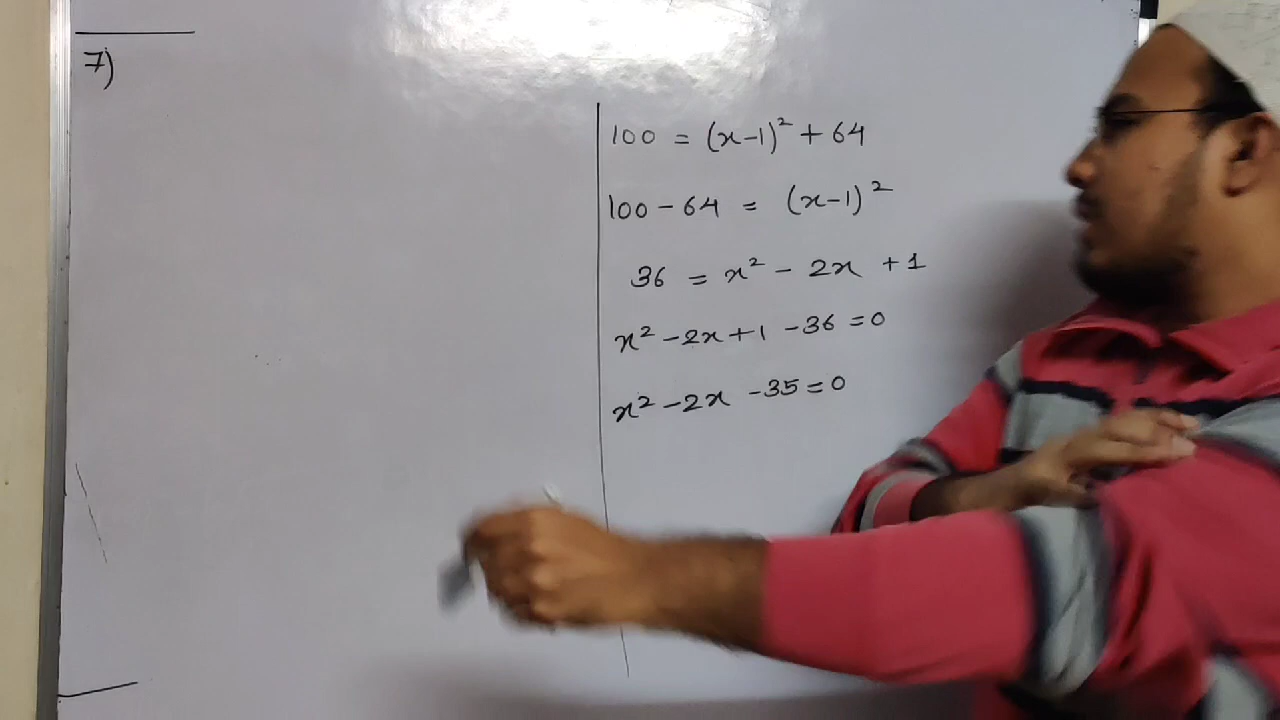 7)
100 = (x-1)² + 64
100 - 64 = (x-1)²
36 = x² - 2x + 1
x² - 2x + 1 - 36 = 0
x² - 2x - 35 = 0